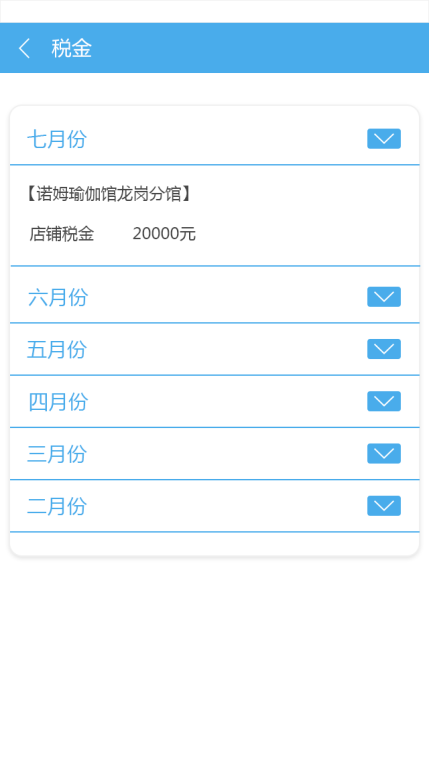 税金
七月份
【诺姆瑜伽馆龙岗分馆】
店铺税金 20000元
六月份
五月份
四月份
三月份
二月份